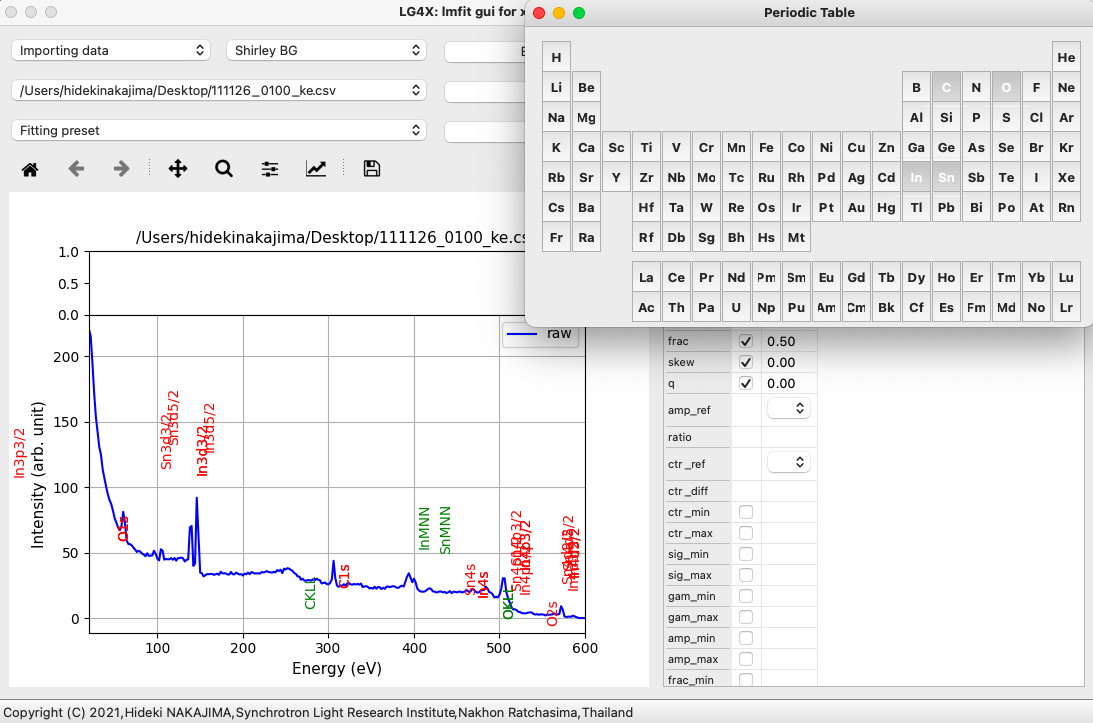 LG4X: lmfit gui for x
Periodic Table
Importing data
Shirley BG
/Users/hidekinakajima/Desktop/111126_0100_ke.csv
Fitting preset
H He
Li Be B C N O F Ne
Na Mg Al Si P S Cl Ar
K Ca Sc Ti V Cr Mn Fe Co Ni Cu Zn Ga Ge As Se Br Kr
Rb Sr Y Zr Nb Mo Tc Ru Rh Pd Ag Cd In Sn Sb Te I Xe
Cs Ba Hf Ta W Re Os Ir Pt Au Hg Tl Pb Bi Po At Rn
Fr Ra Rf Db Sg Bh Hs Mt
La Ce Pr Nd Pm Sm Eu Gd Tb Dy Ho Er Tm Yb Lu
Ac Th Pa U Np Pu Am Cm Bk Cf Es Fm Md No Lr
/Users/hidekinakajima/Desktop/111126_0100_ke.cs
1.0
0.5
0.0
raw
200
150
100
50
0
Intensity (arb. unit)
In3p3/2
Sn3d3/2
Sn3d5/2
In3d3/2
In3d5/2
CKLL
C1s
InMNN
SnMNN
Sn4s
In4s
OKLL
O2s
100 200 300 400 500 600
Energy (eV)
frac 0.50
skew 0.00
q 0.00
amp_ref
ratio
ctr_ref
ctr_diff
ctr_min
ctr_max
sig_min
sig_max
gam_min
gam_max
amp_min
amp_max
frac_min
Copyright (C) 2021,Hideki NAKAJIMA,Synchrotron Light Research Institute,Nakhon Ratchasima,Thailand